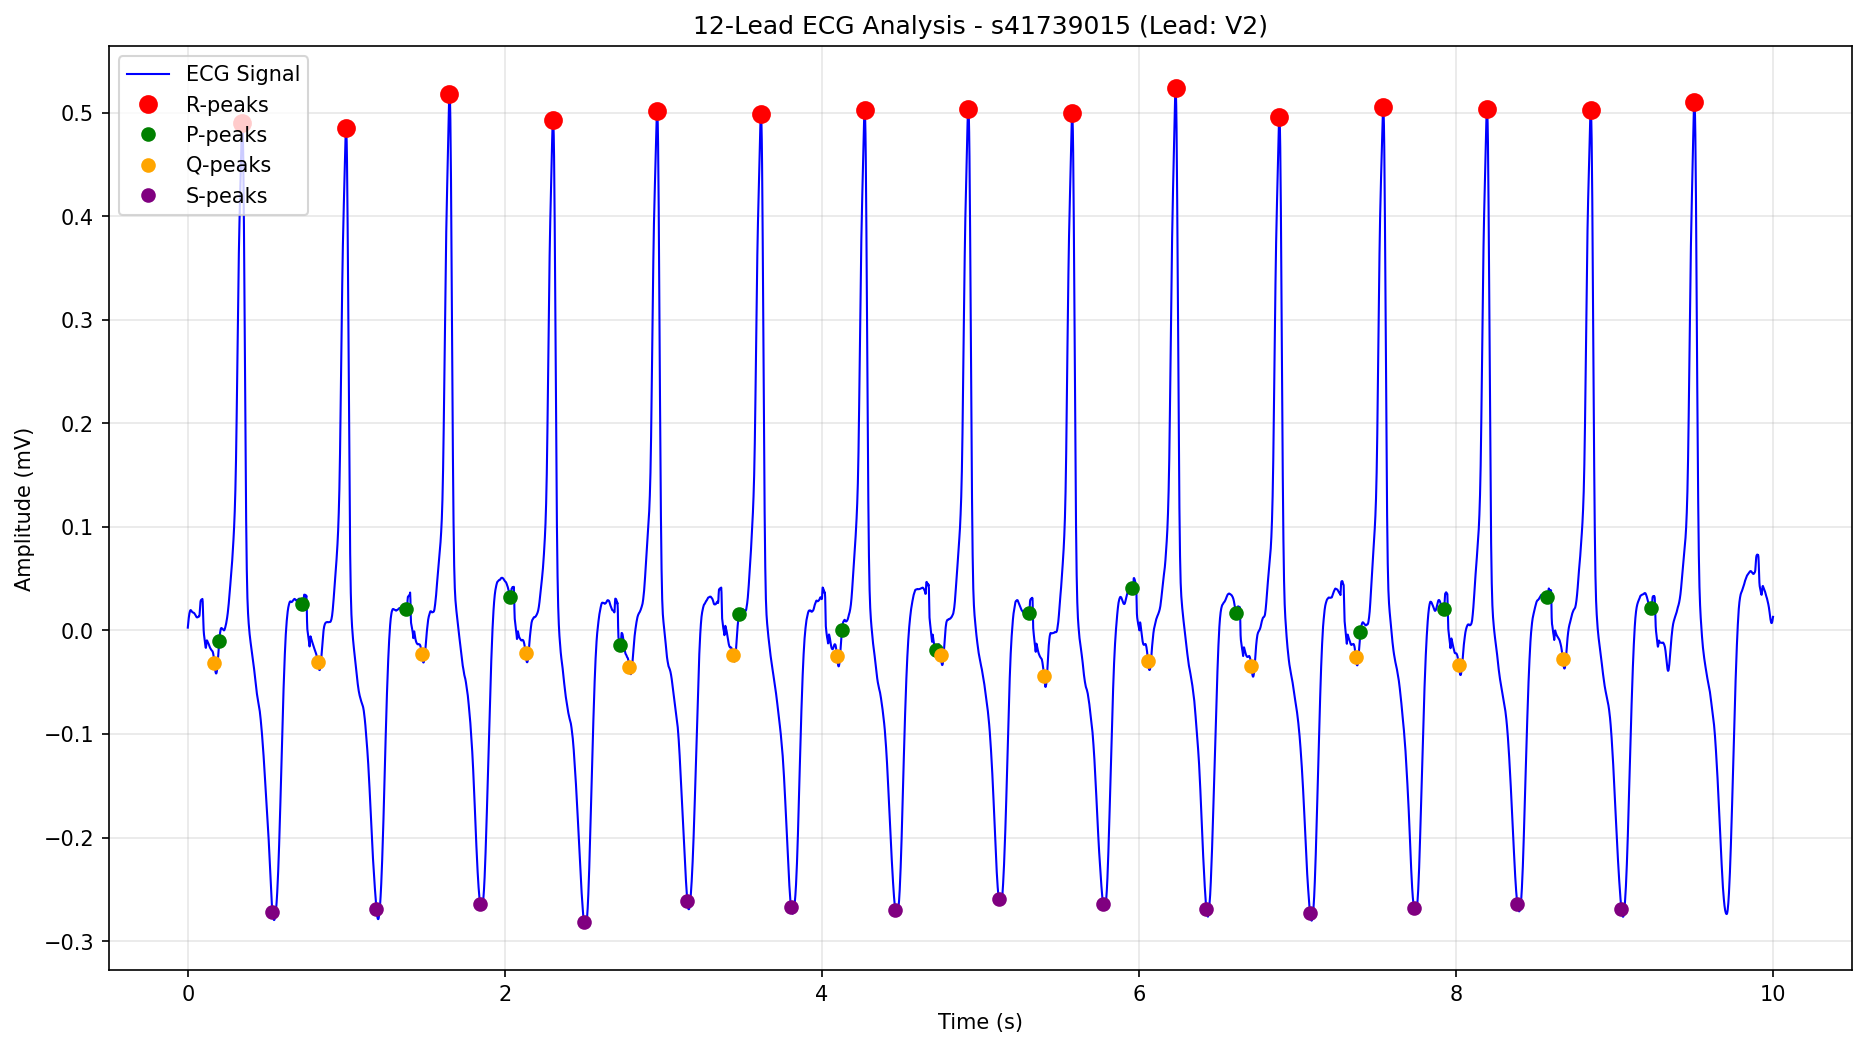 12-Lead ECG Analysis - s41739015 (Lead: V2)
ECG Signal
R-peaks
P-peaks
Q-peaks
S-peaks
Amplitude (mV)
0.5
0.4
0.3
0.2
0.1
0.0
−0.1
−0.2
−0.3
0 2 4 6 8 10
Time (s)